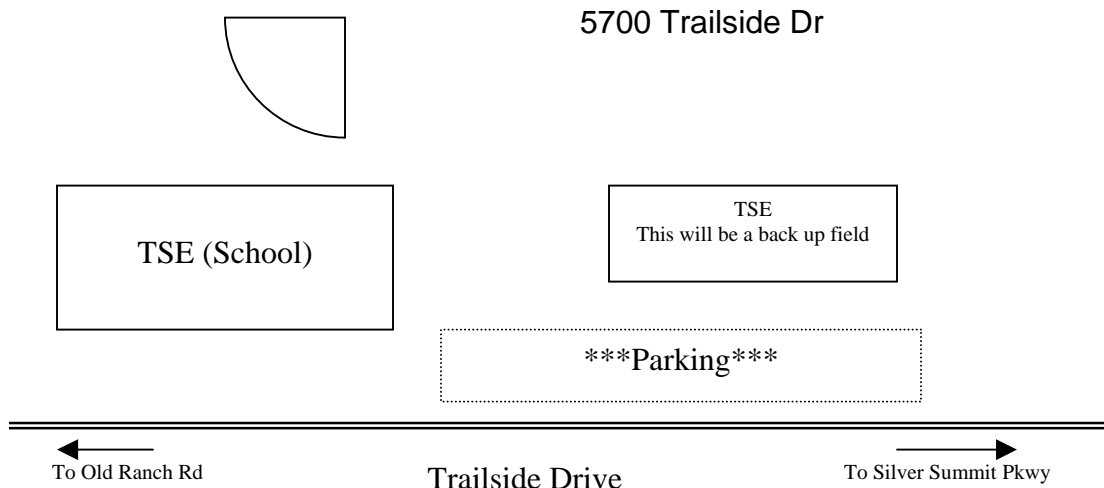 5700 Trailside Dr
TSE (School)
TSE
This will be a back up field
***Parking***
To Old Ranch Rd
Trailside Drive
To Silver Summit Pkwy